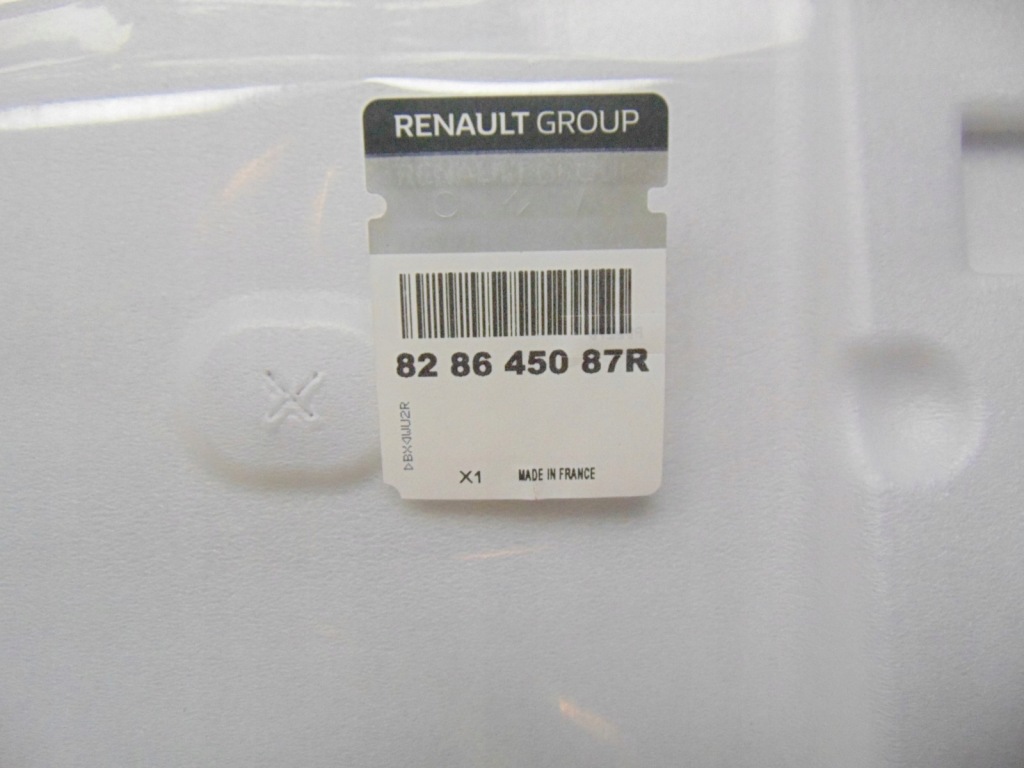 RENAULT GROUP
82 86 450 87R
X1 MADE IN FRANCE